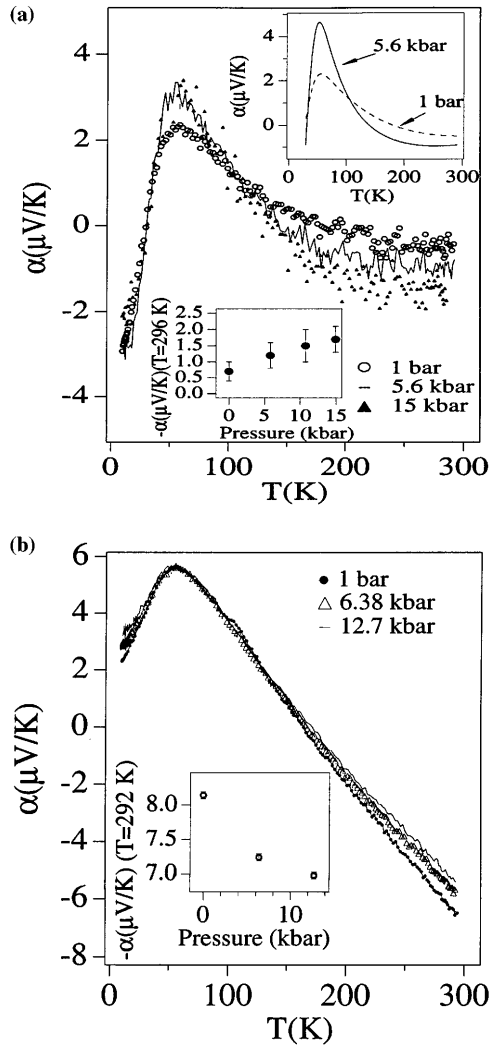 (a)
4
2
0
-2
-4
α(μV/K)
0
100
200
300
T(K)
4
2
0
α(μV/K)
5.6 kbar
1 bar
0
100
200
300
T(K)
-α(μV/K)(T=296 K)
2.5
2.0
1.5
1.0
0.5
0.0
0 5 10 15
Pressure (kbar)
1 bar
5.6 kbar
15 kbar
(b)
6
4
2
0
-2
-4
-6
-8
α(μV/K)
1 bar
6.38 kbar
12.7 kbar
-α(μV/K) (T=292 K)
8.0
7.5
7.0
0 10
Pressure (kbar)
0
100
200
300
T(K)